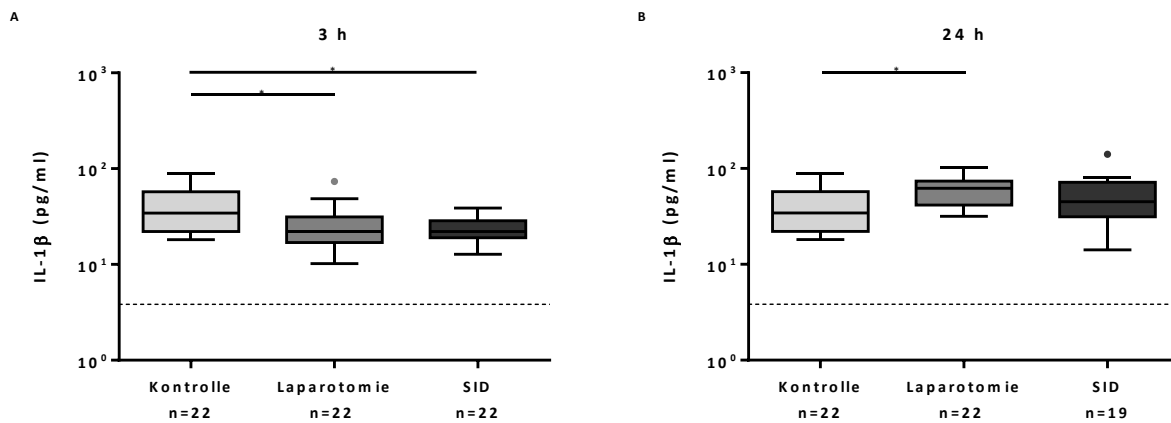 A
3 h
IL-1β (pg/ml)
10³
10²
10¹
10⁰
*
*
Kontrolle
Laparotomie
SID
n=22
n=22
n=22
B
24 h
IL-1β (pg/ml)
10³
10²
10¹
10⁰
*
Kontrolle
Laparotomie
SID
n=22
n=22
n=19